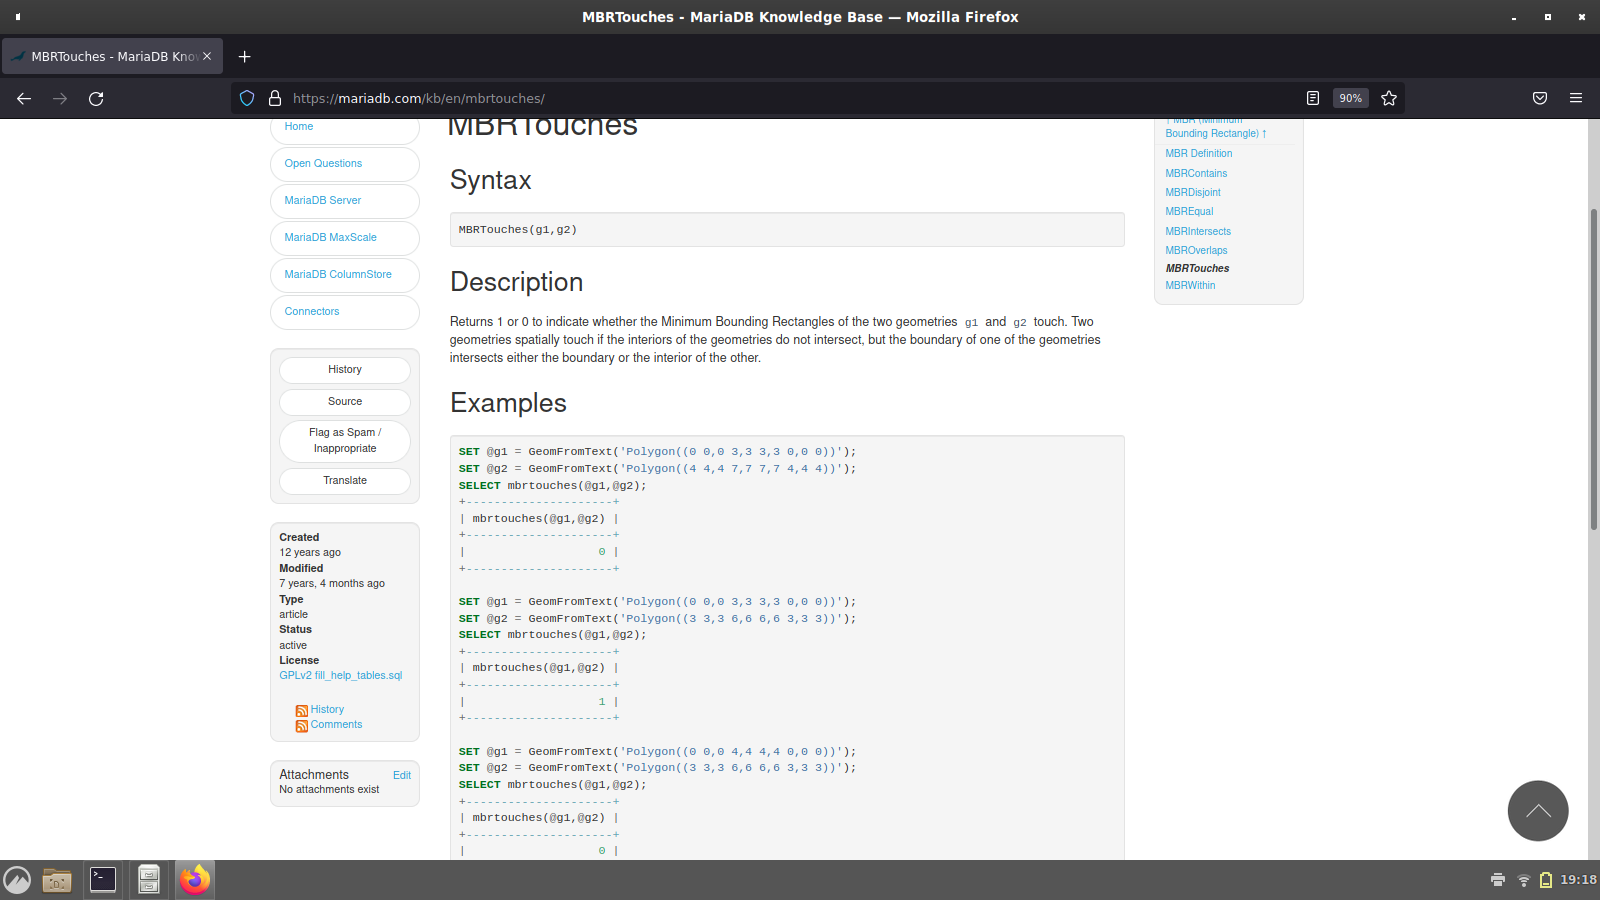 MBRTouches - MariaDB Knowledge Base — Mozilla Firefox
MBRTouches - MariaDB Kno
https://mariadb.com/kb/en/mbrtouches/
90%
Home
Open Questions
MariaDB Server
MariaDB MaxScale
MariaDB ColumnStore
Connectors
History
Source
Flag as Spam /
Inappropriate
Translate
Created
12 years ago
Modified
7 years, 4 months ago
Type
article
Status
active
License
GPLv2 fill_help_tables.sql
History
Comments
Attachments Edit
No attachments exist
MBRTouches
Syntax
MBRTouches(g1,g2)
Description
Returns 1 or 0 to indicate whether the Minimum Bounding Rectangles of the two geometries g1 and g2 touch. Two
geometries spatially touch if the interiors of the geometries do not intersect, but the boundary of one of the geometries
intersects either the boundary or the interior of the other.
Examples
SET @g1 = GeomFromText('Polygon((0 0,0 3,3 3,3 0,0 0))');
SET @g2 = GeomFromText('Polygon((4 4,4 7,7 7,7 4,4 4))');
SELECT mbrtouches(@g1,@g2);
+---------------------+
| mbrtouches(@g1,@g2) |
+---------------------+
|                   0 |
+---------------------+
SET @g1 = GeomFromText('Polygon((0 0,0 3,3 3,3 0,0 0))');
SET @g2 = GeomFromText('Polygon((3 3,3 6,6 6,6 3,3 3))');
SELECT mbrtouches(@g1,@g2);
+---------------------+
| mbrtouches(@g1,@g2) |
+---------------------+
|                   1 |
+---------------------+
SET @g1 = GeomFromText('Polygon((0 0,0 4,4 4,4 0,0 0))');
SET @g2 = GeomFromText('Polygon((3 3,3 6,6 6,6 3,3 3))');
SELECT mbrtouches(@g1,@g2);
+---------------------+
| mbrtouches(@g1,@g2) |
+---------------------+
|                   0 |
↑ MBR (Minimum
Bounding Rectangle) ↑
MBR Definition
MBRContains
MBRDisjoint
MBREqual
MBRIntersects
MBROverlaps
MBRTouches
MBRWithin
19:18